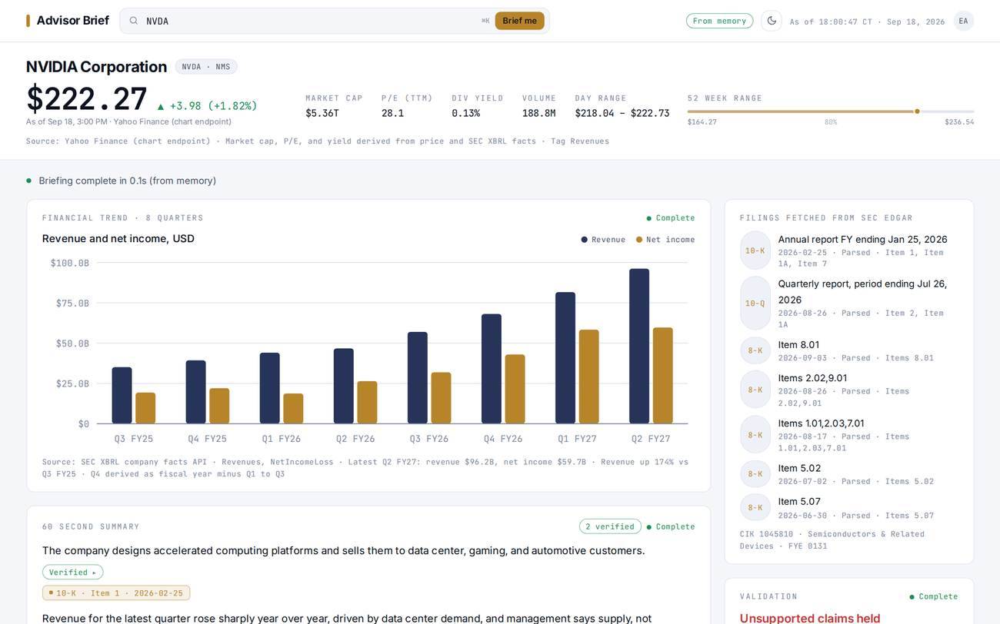 Advisor Brief
NVDA
⌘K
Brief me
From memory
As of 18:00:47 CT · Sep 18, 2026
EA
NVIDIA Corporation
NVDA · NMS
$222.27
▲ +3.98 (+1.82%)
As of Sep 18, 3:00 PM · Yahoo Finance (chart endpoint)
MARKET CAP
$5.36T
P/E (TTM)
28.1
DIV YIELD
0.13%
VOLUME
188.8M
DAY RANGE
$218.04 – $222.73
52 WEEK RANGE
$164.27
80%
$236.54
Source: Yahoo Finance (chart endpoint) · Market cap, P/E, and yield derived from price and SEC XBRL facts · Tag Revenues
Briefing complete in 0.1s (from memory)
FINANCIAL TREND · 8 QUARTERS
Complete
Revenue and net income, USD
Revenue
Net income
$100.0B
$75.0B
$50.0B
$25.0B
$0
Q3 FY25
Q4 FY25
Q1 FY26
Q2 FY26
Q3 FY26
Q4 FY26
Q1 FY27
Q2 FY27
Source: SEC XBRL company facts API · Revenues, NetIncomeLoss · Latest Q2 FY27: revenue $96.2B, net income $59.7B · Revenue up 174% vs
Q3 FY25 · Q4 derived as fiscal year minus Q1 to Q3
60 SECOND SUMMARY
2 verified
Complete
The company designs accelerated computing platforms and sells them to data center, gaming, and automotive customers.
Verified ▸
10-K · Item 1 · 2026-02-25
Revenue for the latest quarter rose sharply year over year, driven by data center demand, and management says supply, not
FILINGS FETCHED FROM SEC EDGAR
10-K
Annual report FY ending Jan 25, 2026
2026-02-25 · Parsed · Item 1, Item
1A, Item 7
10-Q
Quarterly report, period ending Jul 26,
2026
2026-08-26 · Parsed · Item 2, Item
1A
8-K
Item 8.01
2026-09-03 · Parsed · Items 8.01
8-K
Items 2.02,9.01
2026-08-26 · Parsed · Items
2.02,9.01
8-K
Items 1.01,2.03,7.01
2026-08-17 · Parsed · Items
1.01,2.03,7.01
8-K
Item 5.02
2026-07-02 · Parsed · Items 5.02
8-K
Item 5.07
2026-06-30 · Parsed · Items 5.07
CIK 1045810 · Semiconductors & Related
Devices · FYE 0131
VALIDATION
Complete
Unsupported claims held